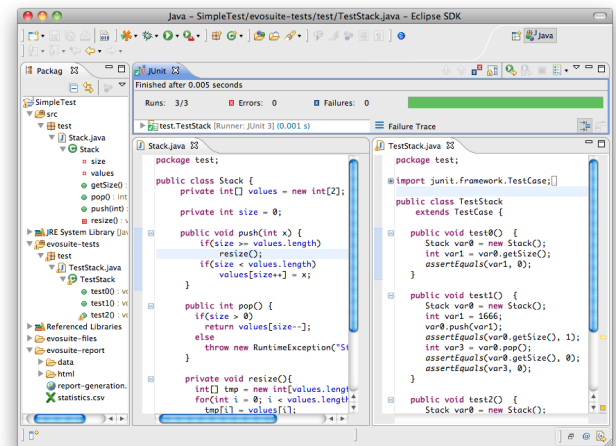 Java – SimpleTest/evosuite-tests/test/TestStack.java – Eclipse SDK
Java
Packag
SimpleTest
src
test
Stack.java
Stack
size
values
getSize() :
pop() : int
push(int) :
resize() : v
JRE System Library [Jav
evosuite-tests
test
TestStack.java
TestStack
test0() : vo
test1() : vo
test2() : vo
Referenced Libraries
evosuite-files
evosuite-report
data
html
report-generation.
statistics.csv
JUnit
Finished after 0.005 seconds
Runs: 3/3
Errors: 0
Failures: 0
test.TestStack [Runner: JUnit 3] (0.001 s)
Failure Trace
Stack.java
package test;
public class Stack {
private int[] values = new int[2];
private int size = 0;
public void push(int x) {
if(size >= values.length)
resize();
if(size < values.length)
values[size++] = x;
}
public int pop() {
if(size > 0)
return values[size--];
else
throw new RuntimeException("St
}
private void resize(){
int[] tmp = new int[values.lengt
for(int i = 0; i < values.lengt
tmp[i] = values[i];
TestStack.java
package test;
import junit.framework.TestCase;
public class TestStack
extends TestCase {
public void test0() {
Stack var0 = new Stack();
int var1 = var0.getSize();
assertEquals(var1, 0);
}
public void test1() {
Stack var0 = new Stack();
int var1 = 1666;
var0.push(var1);
assertEquals(var0.getSize(), 1);
int var3 = var0.pop();
assertEquals(var0.getSize(), 0);
assertEquals(var3, 0);
}
public void test2() {
Stack var0 = new Stack();